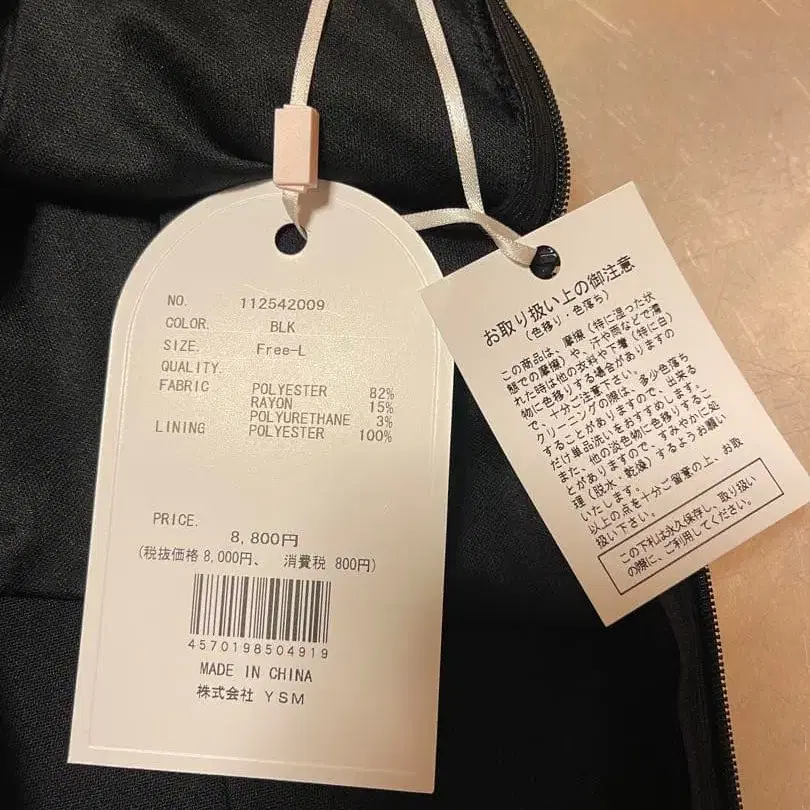 NO. 112542009
COLOR. BLK
SIZE. Free-L
QUALITY.
FABRIC POLYESTER 82%
RAYON 15%
POLYURETHANE 3%
LINING POLYESTER 100%
PRICE.
8,800円
(税抜価格 8,000円、 消費税 800円)
4570198504919
MADE IN CHINA
株式会社 YSM
お取り扱い上の御注意
(色移り・色落ち)
この商品は、摩擦(特に湿った状
態での摩擦)や、汗や雨などで濡
れた時は他の衣料や下着(特に白)
物に色移りする場合がありますの
で、十分ご注意下さい。
クリーニングの際は、多少色落ち
することがありますので、出来る
だけ単品洗いをおすすめします。
また、他の淡色物に色移りするこ
とがありますので、すみやかに処
理(脱水・乾燥)するようお願い
いたします。
以上の点を十分ご留意の上、お取
扱い下さい。
この下札は永久保存し、取り扱い
の際に、ご利用してください。